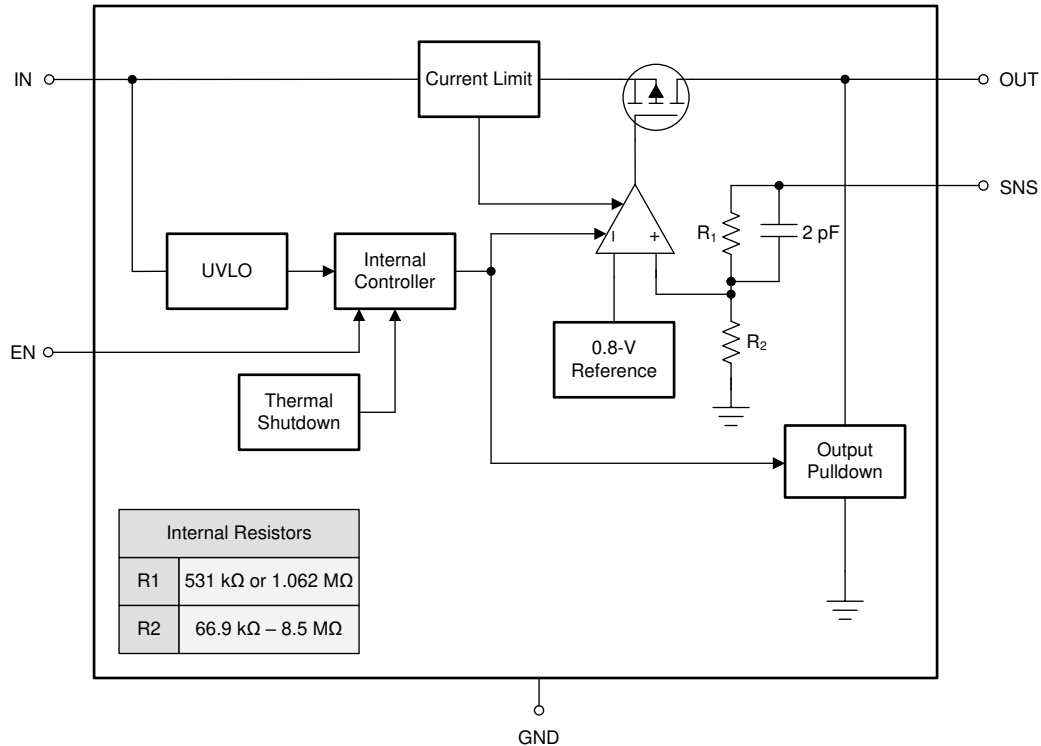 IN
Current Limit
OUT
SNS
R1
2 pF
UVLO
Internal
Controller
I
+
EN
0.8-V
Reference
R2
Thermal
Shutdown
Output
Pulldown
Internal Resistors
R1 531 kΩ or 1.062 MΩ
R2 66.9 kΩ – 8.5 MΩ
GND